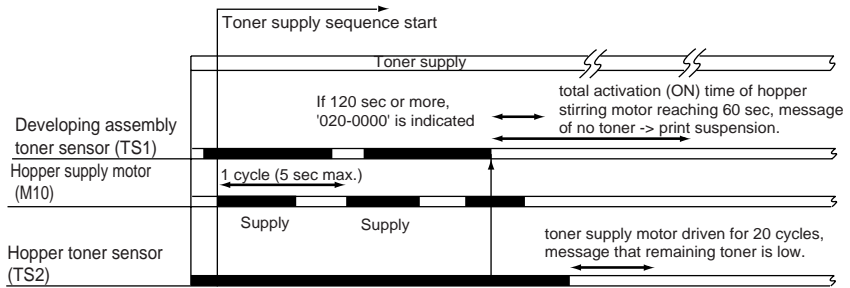 Toner supply sequence start
Toner supply
If 120 sec or more,
'020-0000' is indicated
total activation (ON) time of hopper
stirring motor reaching 60 sec, message
of no toner -> print suspension.
Developing assembly
toner sensor (TS1)
Hopper supply motor
(M10)
1 cycle (5 sec max.)
Supply
Supply
toner supply motor driven for 20 cycles,
message that remaining toner is low.
Hopper toner sensor
(TS2)